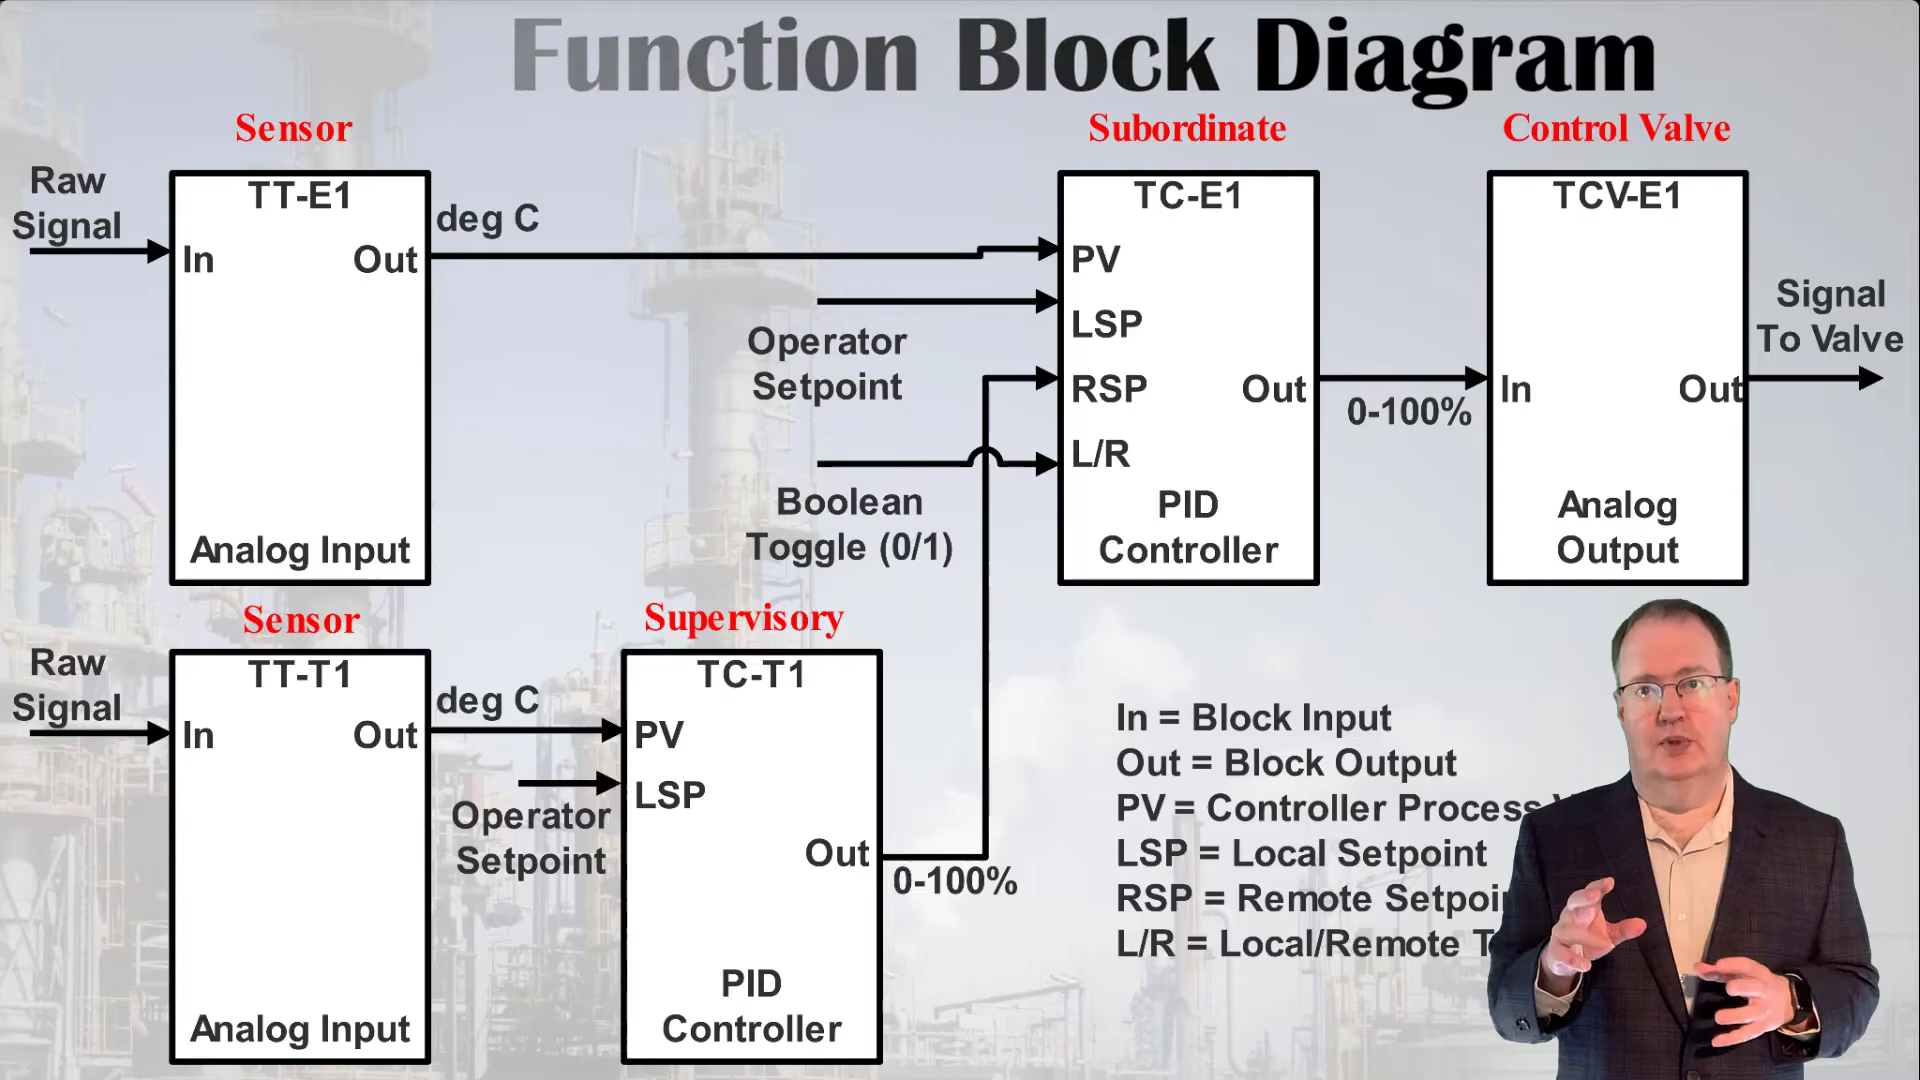 Function Block Diagram
Sensor
Subordinate
Control Valve
Raw
Signal
TT-E1
In
Out
Analog Input
deg C
Operator
Setpoint
Boolean
Toggle (0/1)
TC-E1
PV
LSP
RSP
Out
L/R
PID
Controller
0-100%
TCV-E1
In
Out
Analog
Output
Signal
To Valve
Sensor
Supervisory
Raw
Signal
TT-T1
In
Out
Analog Input
deg C
Operator
Setpoint
TC-T1
PV
LSP
Out
PID
Controller
0-100%
In = Block Input
Out = Block Output
PV = Controller Process
LSP = Local Setpoint
RSP = Remote
L/R = Local/Remote